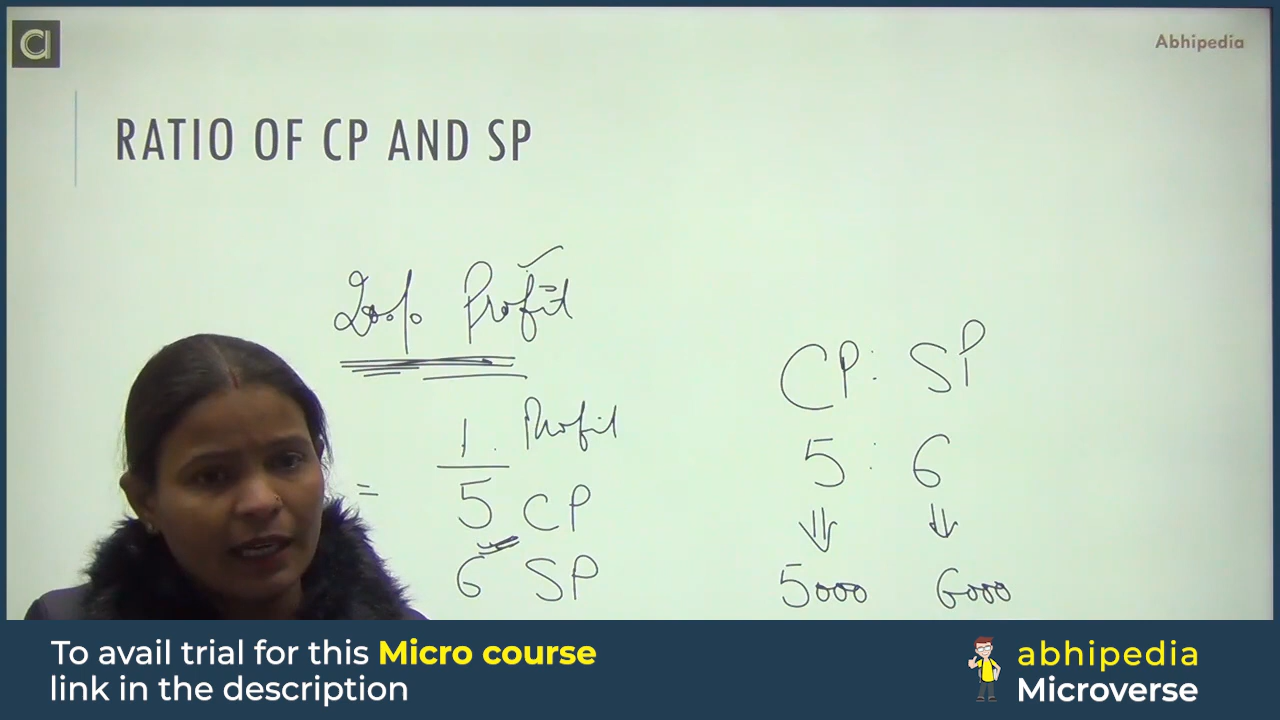 Abhipedia
RATIO OF CP AND SP
20% Profit
CP : SP
1 Profit
= 5 CP
5 : 6
6 SP
5000 6000
To avail trial for this Micro course
link in the description
abhipedia
Microverse